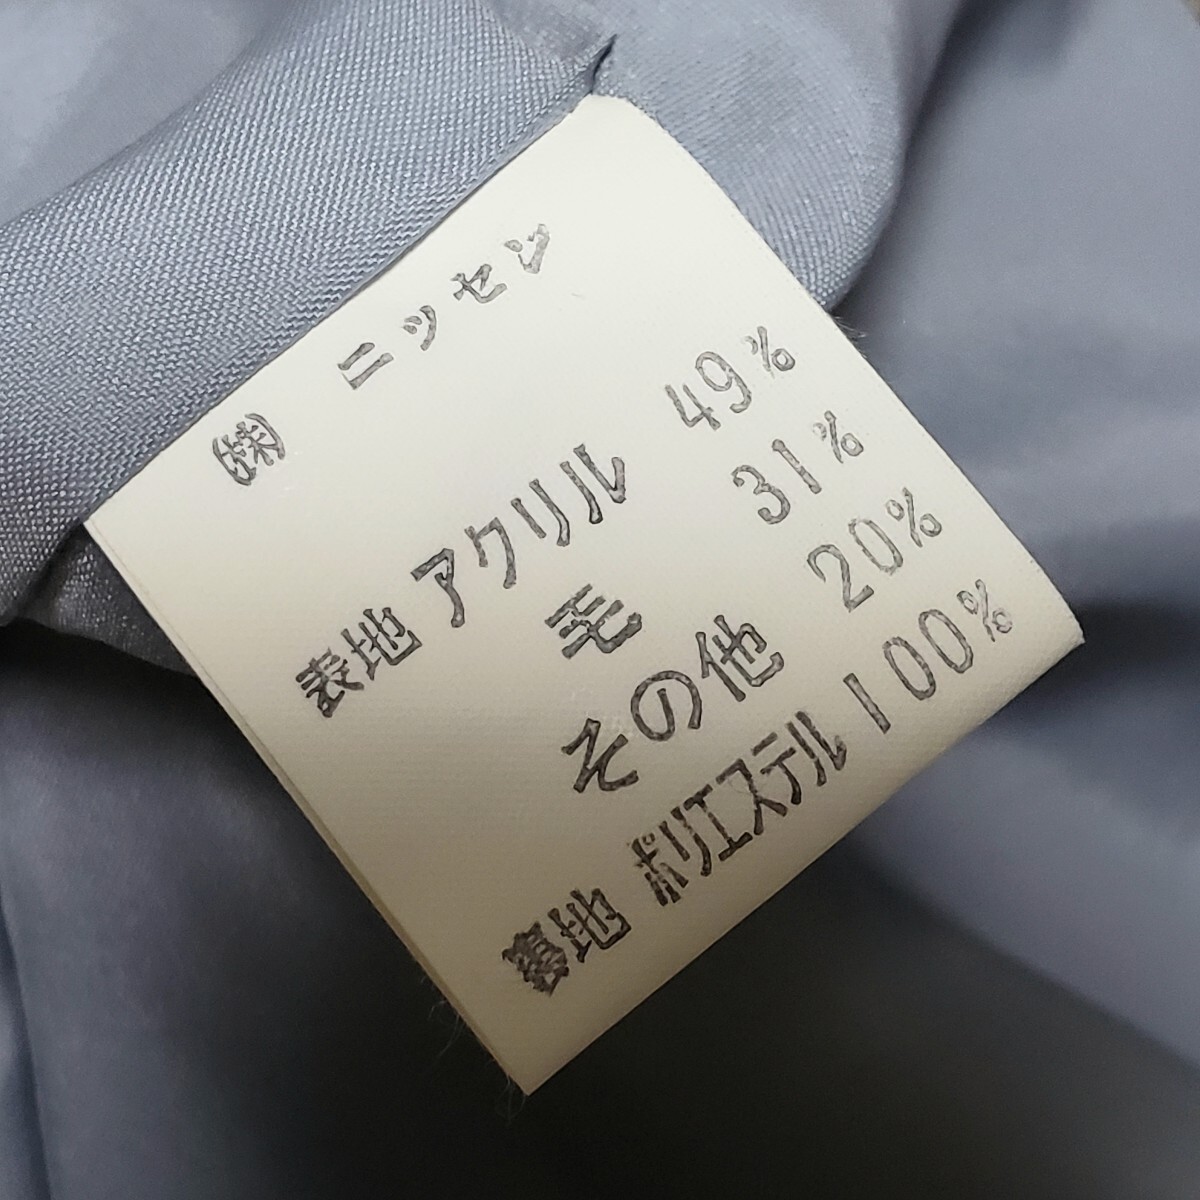 ㈱ ニッセン
表地 アクリル 49%
毛 31%
その他 20%
裏地 ポリエステル 100%